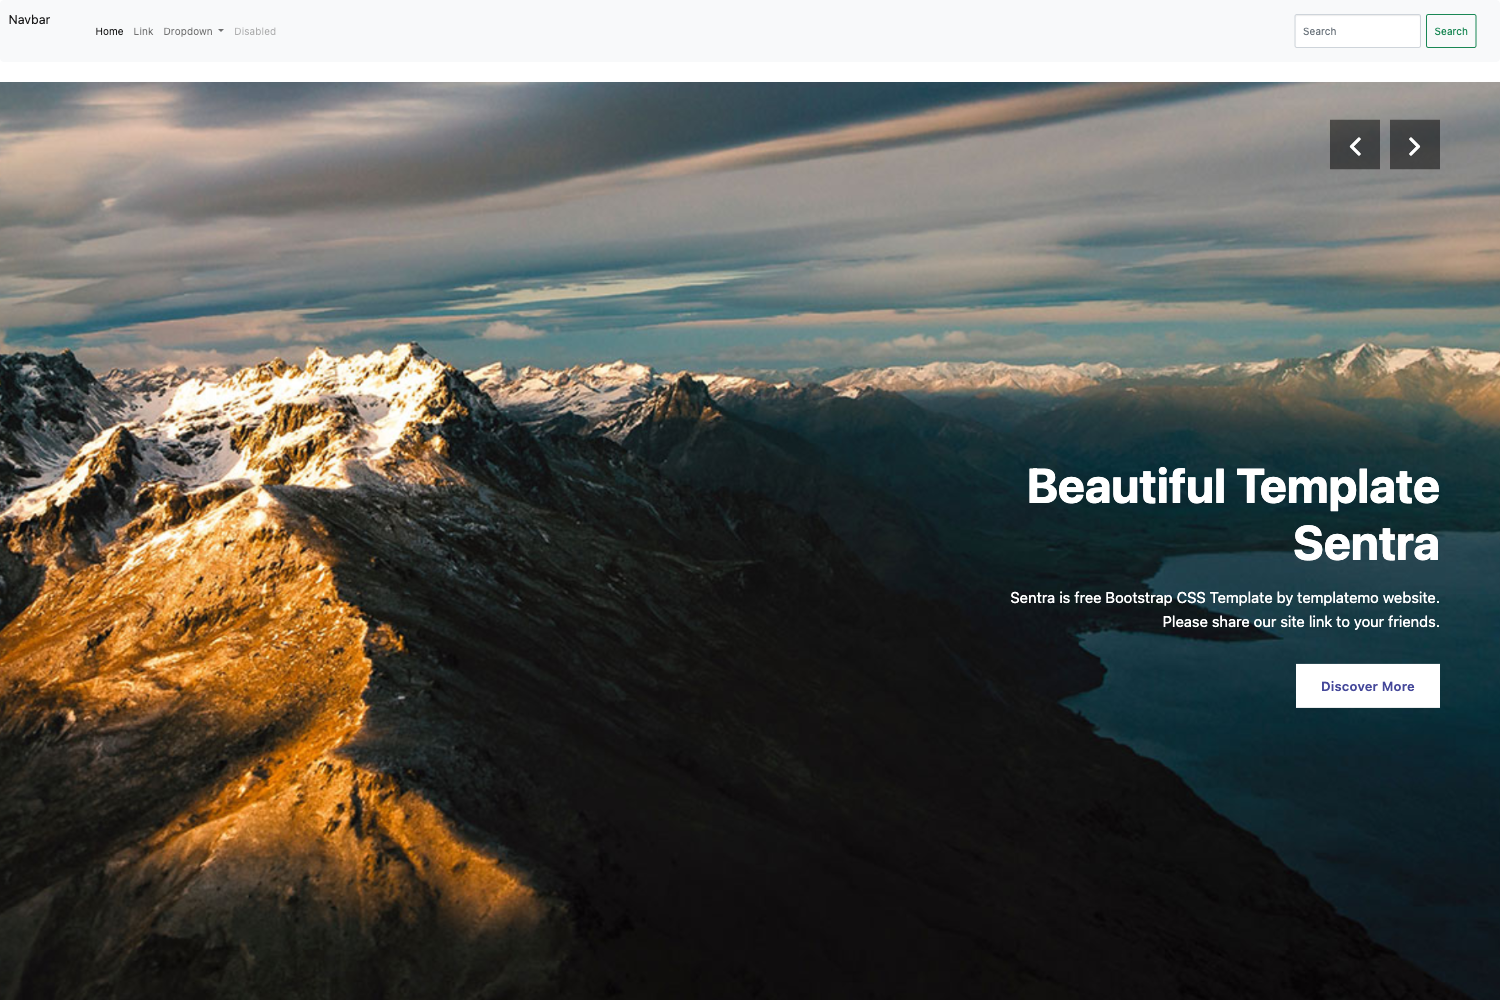 Navbar
Home Link Dropdown Disabled
Search Search
Beautiful Template
Sentra
Sentra is free Bootstrap CSS Template by templatemo website.
Please share our site link to your friends.
Discover More